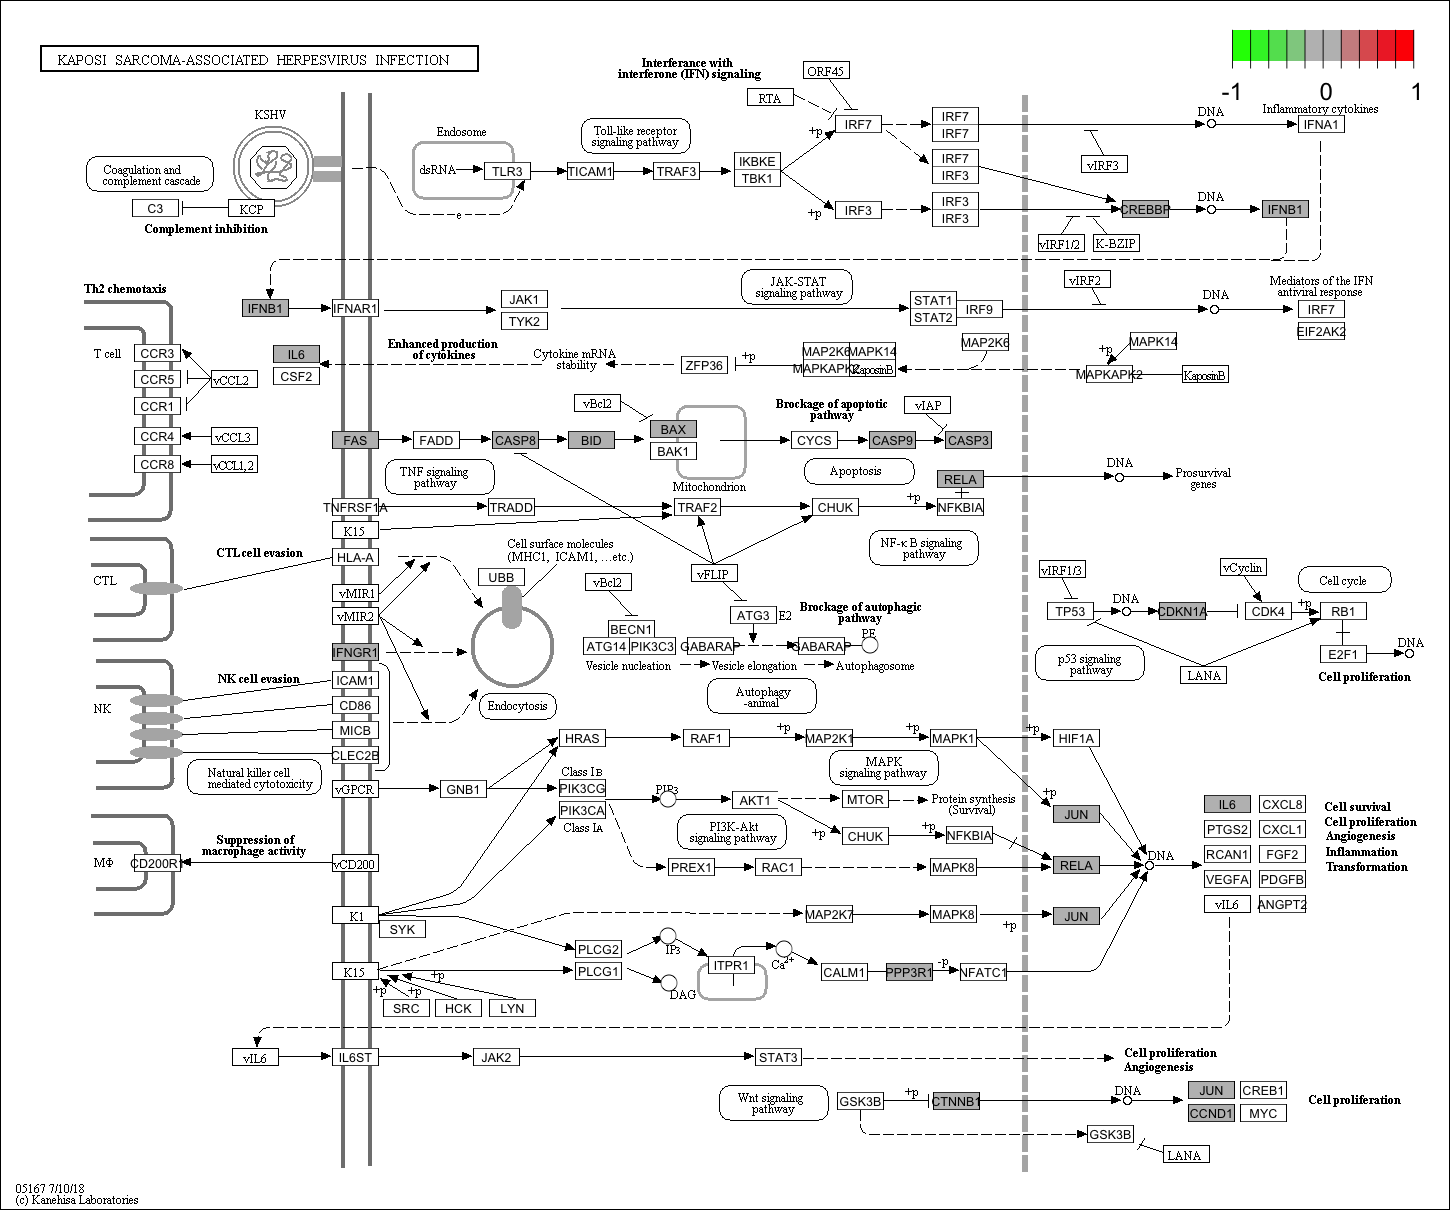 KAPOSI SARCOMA-ASSOCIATED HERPESVIRUS INFECTION
-1 0 1
Interferance with
interferone (IFN) signaling
ORF45
RTA
KSHV
Endosome
Toll-like receptor
signaling pathway
+p
IRF7
IRF7
IRF7
DNA
Inflammatory cytokines
IFNA1
Coagulation and
complement cascade
dsRNA
TLR3
TICAM1
TRAF3
IKBKE
TBK1
IRF7
IRF3
vIRF3
C3
KCP
Complement inhibition
e
+p
IRF3
IRF3
IRF3
CREBBP
DNA
IFNB1
vIRF1/2
K-BZIP
Th2 chemotaxis
IFNB1
IFNAR1
JAK1
TYK2
JAK-STAT
signaling pathway
STAT1
STAT2
IRF9
vIRF2
DNA
Mediators of the IFN
antiviral response
IRF7
EIF2AK2
T cell
CCR3
CCR5
CCR1
CCR4
CCR8
vCCL2
vCCL3
vCCL1,2
IL6
CSF2
Enhanced production
of cytokines
Cytokine mRNA
stability
ZFP36
+p
MAP2K6
MAPK14
KaposinB
MAP2K6
+p
MAPK14
MAPKAPK2
KaposinB
vBcl2
Brockage of apoptotic
pathway
vIAP
FAS
FADD
CASP8
BID
BAX
BAK1
CYCS
CASP9
CASP3
TNF signaling
pathway
Mitochondrion
Apoptosis
RELA
DNA
Prosurvival
genes
TNFRSF1A
TRADD
TRAF2
CHUK
+p
NFKBIA
K15
NF-κB signaling
pathway
CTL
CTL cell evasion
HLA-A
vMIR1
vMIR2
IFNGR1
Cell surface molecules
(MHC1, ICAM1, ...etc.)
UBB
Endocytosis
vBcl2
vFLIP
BECN1
ATG14
PIK3C3
ATG3
E2
Brockage of autophagic
pathway
GABARAP
GABARAP
PE
Vesicle nucleation
Vesicle elongation
Autophagosome
Autophagy
-animal
vIRF1/3
TP53
DNA
CDKN1A
vCyclin
CDK4
+p
Cell cycle
RB1
E2F1
DNA
p53 signaling
pathway
LANA
Cell proliferation
NK
NK cell evasion
ICAM1
CD86
MICB
CLEC2B
Natural killer cell
mediated cytotoxicity
vGPCR
GNB1
HRAS
RAF1
+p
MAP2K1
+p
MAPK1
+p
HIF1A
MAPK
signaling pathway
Class IB
PIK3CG
PIK3CA
Class IA
PIP3
AKT1
MTOR
Protein synthesis
(Survival)
+p
JUN
PI3K-Akt
signaling pathway
+p
CHUK
+p
NFKBIA
PREX1
RAC1
MAPK8
RELA
DNA
IL6
CXCL8
PTGS2
CXCL1
RCAN1
FGF2
VEGFA
PDGFB
vIL6
ANGPT2
Cell survival
Cell proliferation
Angiogenesis
Inflammation
Transformation
MΦ
Suppression of
macrophage activity
CD200R1
vCD200
K1
SYK
MAP2K7
MAPK8
+p
JUN
K15
PLCG2
PLCG1
IP3
DAG
ITPR1
Ca2+
CALM1
PPP3R1
-p
NFATC1
+p
+p
+p
SRC
HCK
LYN
vIL6
IL6ST
JAK2
STAT3
Cell proliferation
Angiogenesis
Wnt signaling
pathway
GSK3B
+p
CTNNB1
DNA
JUN
CREB1
CCND1
MYC
Cell proliferation
GSK3B
LANA
05167 7/10/18
(c) Kanehisa Laboratories